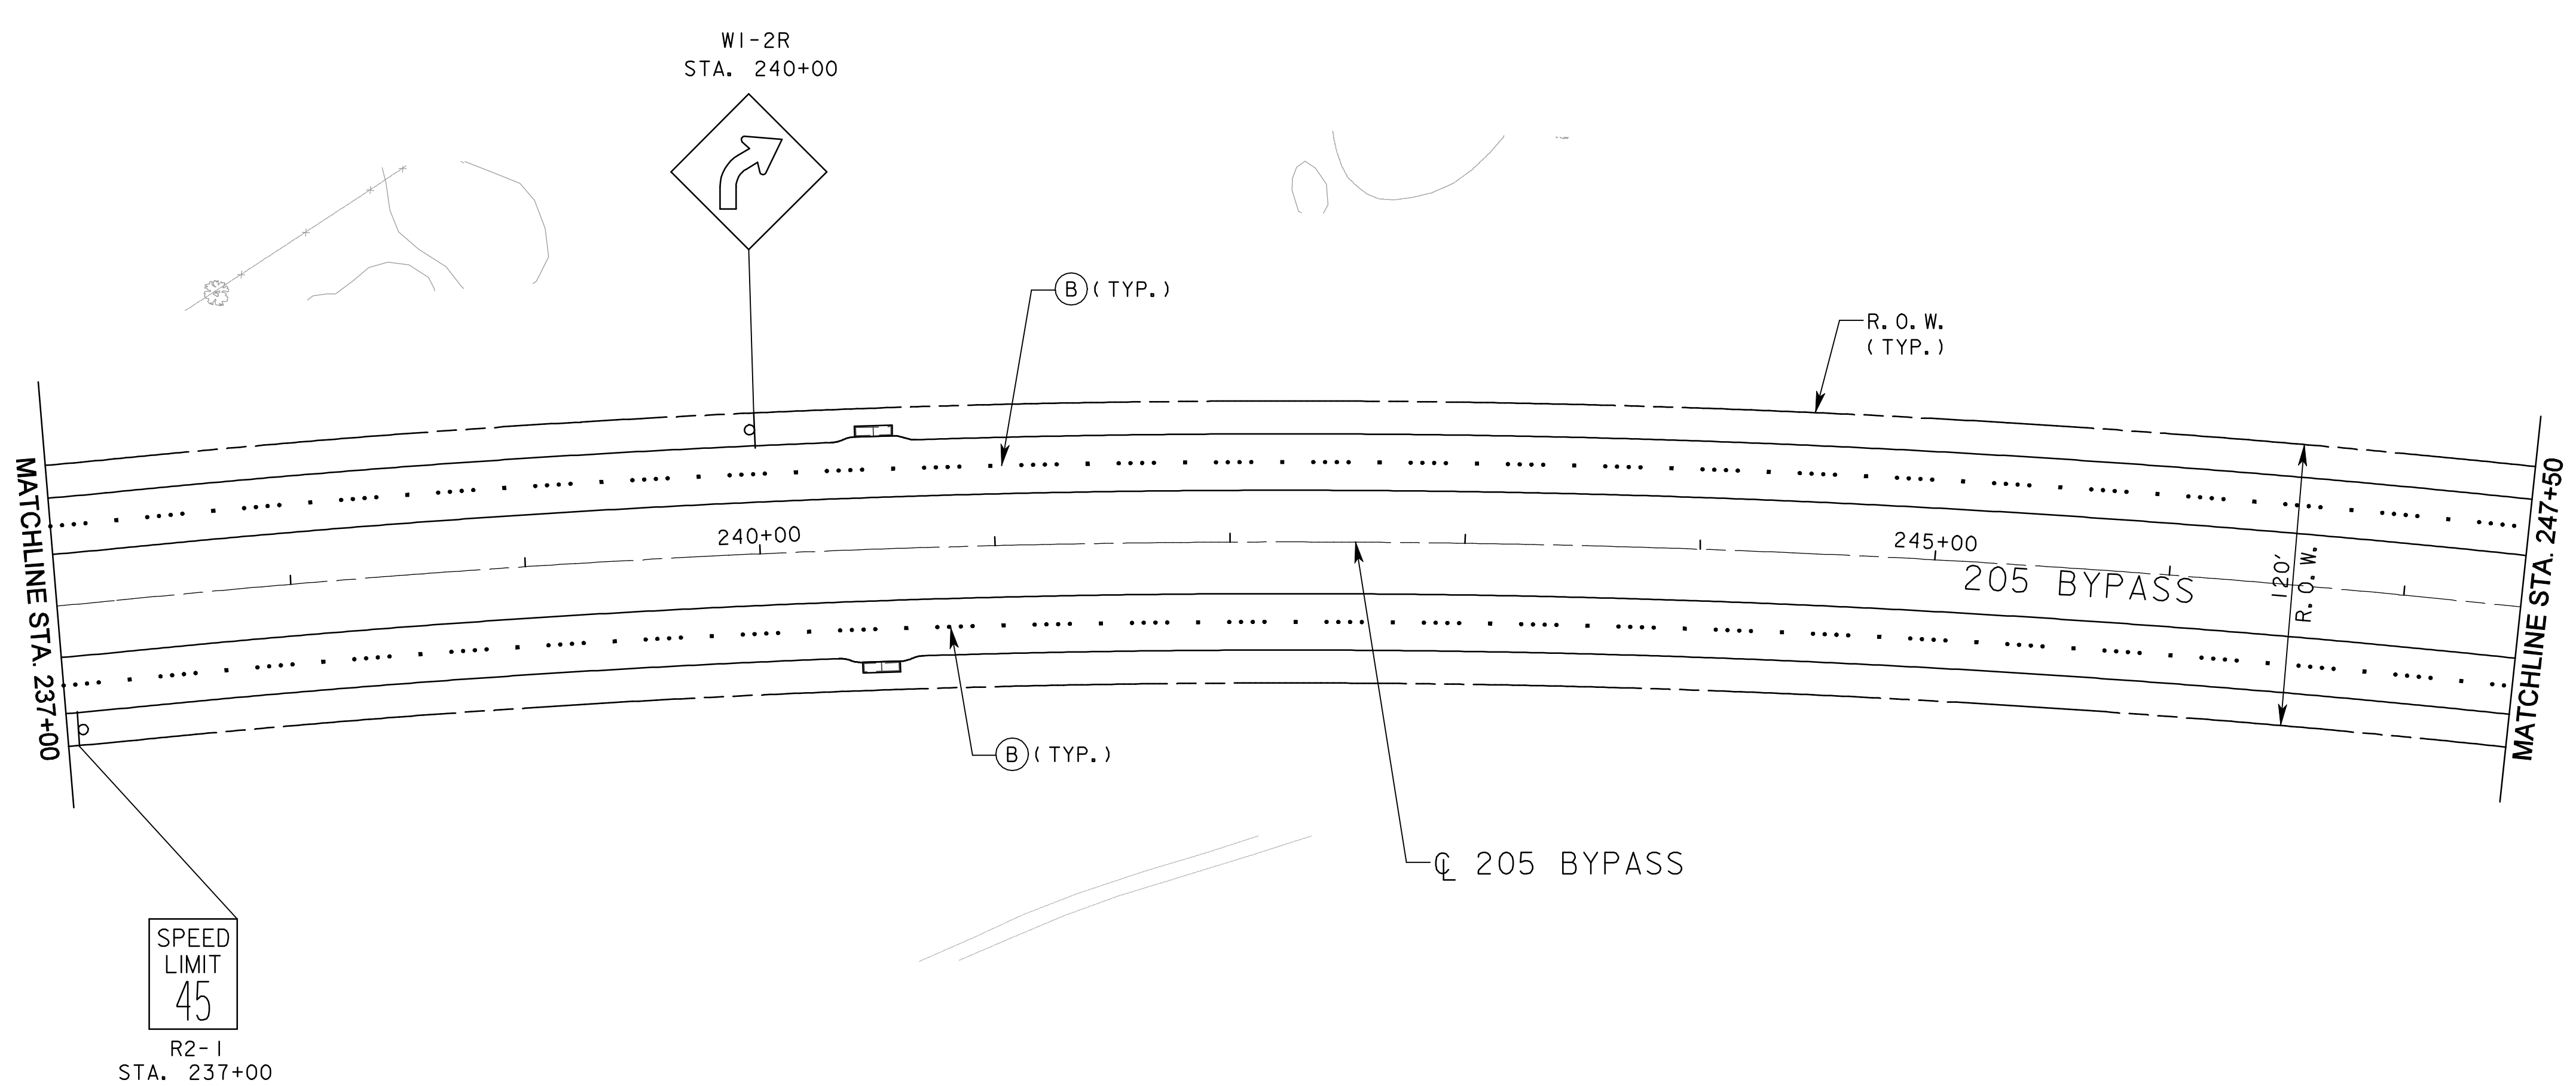 W1-2R
STA. 240+00
B (TYP.)
R.O.W.
(TYP.)
MATCHLINE STA. 237+00
240+00
245+00
205 BYPASS
120'
R.O.W.
MATCHLINE STA. 247+50
B (TYP.)
℄ 205 BYPASS
SPEED
LIMIT
45
R2-1
STA. 237+00